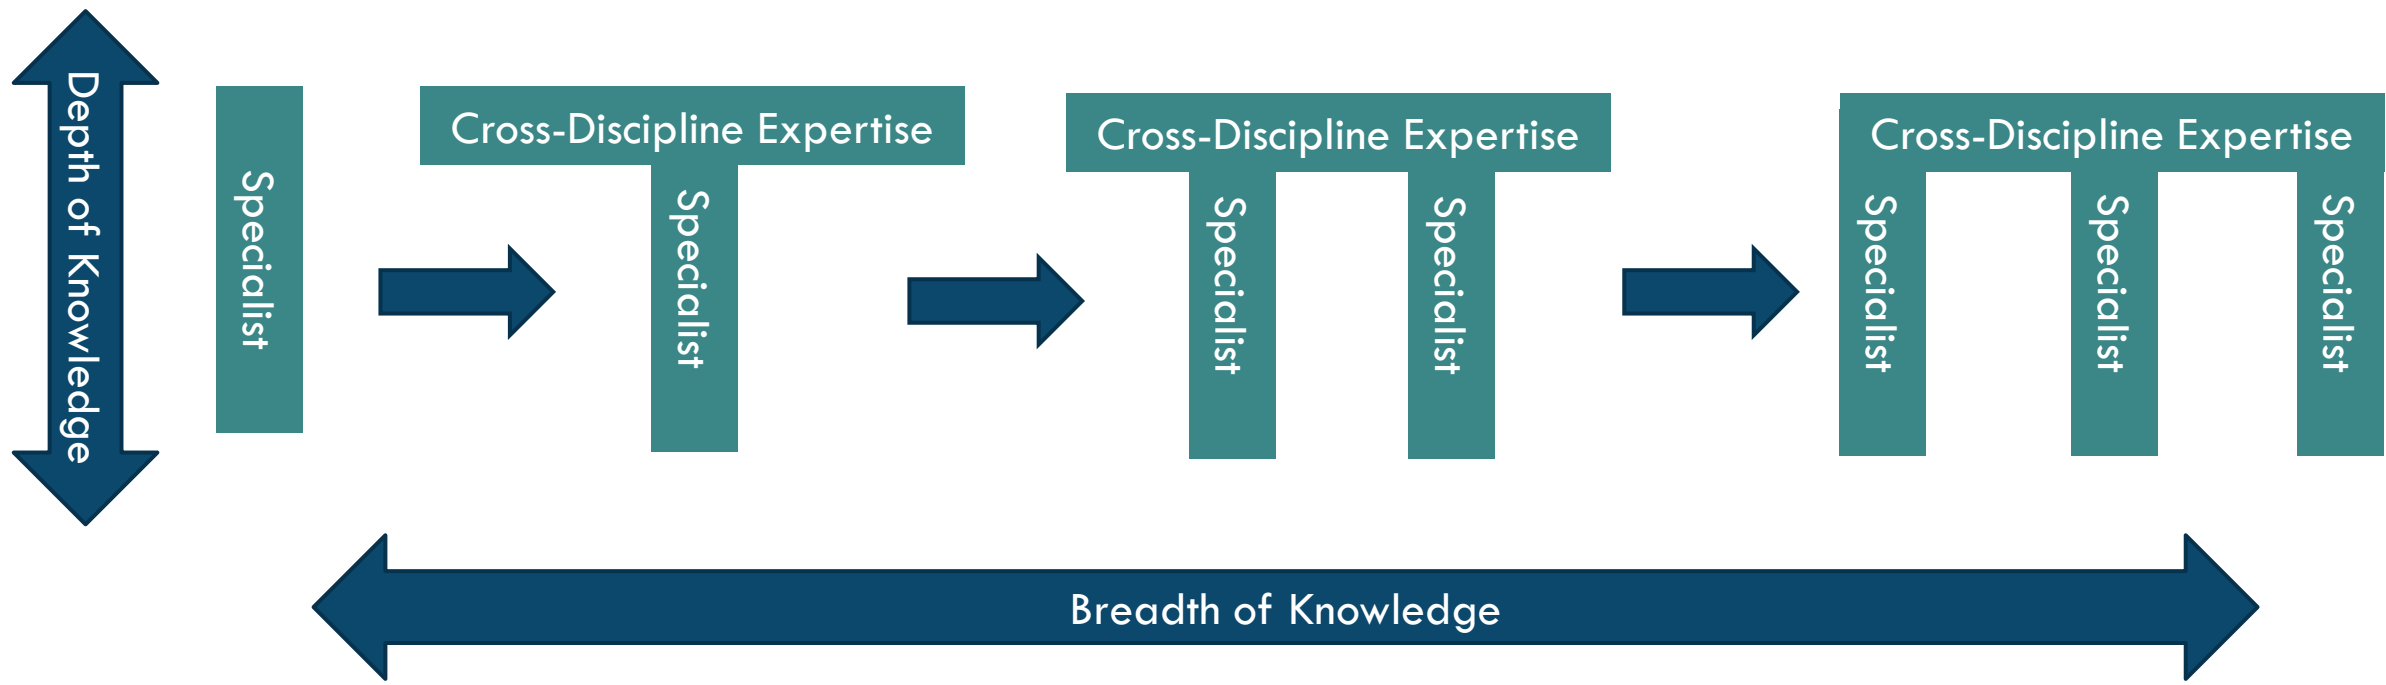 Depth of Knowledge
Specialist
Cross-Discipline Expertise
Specialist
Cross-Discipline Expertise
Specialist
Specialist
Cross-Discipline Expertise
Specialist
Specialist
Specialist
Breadth of Knowledge